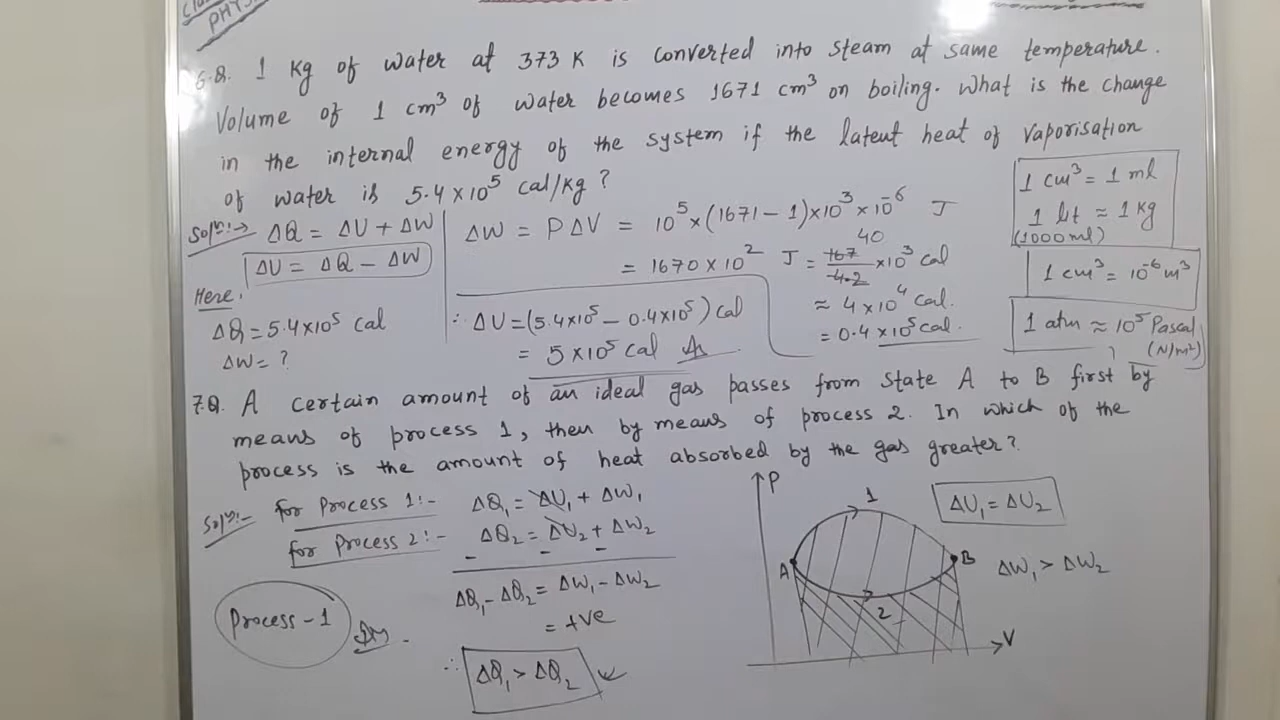 PHYS
6.Q. 1 Kg of water at 373 K is converted into steam at same temperature.
Volume of 1 cm³ of water becomes 1671 cm³ on boiling. What is the change
in the internal energy of the system if the latent heat of vaporisation
of water is 5.4×10⁵ cal/kg ?
Solⁿ:→ ΔQ = ΔU + ΔW
ΔU = ΔQ − ΔW
Here,
ΔQ = 5.4×10⁵ cal
ΔW = ?
ΔW = PΔV = 10⁵ × (1671 − 1)×10³ ×10⁻⁶ J
= 1670 × 10² J = 167/4.2 ×10³ cal
40
≈ 4 × 10⁴ cal.
= 0.4 × 10⁵ cal.
∴ ΔU = (5.4×10⁵ − 0.4×10⁵) Cal
= 5 × 10⁵ Cal Ans
1 cm³ = 1 ml
1 lit ≈ 1 Kg
(1000 ml)
1 cm³ = 10⁻⁶ m³
1 atm ≈ 10⁵ Pascal
(N/m²)
7.Q. A certain amount of an ideal gas passes from state A to B first by
means of process 1, then by means of process 2. In which of the
process is the amount of heat absorbed by the gas greater?
Solⁿ:- for Process 1:- ΔQ₁ = ΔU₁ + ΔW₁
for Process 2:- ΔQ₂ = ΔU₂ + ΔW₂
− − −
ΔQ₁ − ΔQ₂ = ΔW₁ − ΔW₂
= +ve
∴ ΔQ₁ > ΔQ₂
Process - 1 Ans.
P
1
A
B
2
V
ΔU₁ = ΔU₂
ΔW₁ > ΔW₂